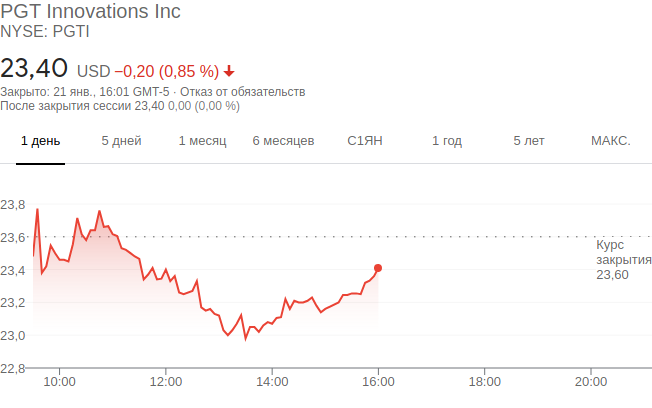 PGT Innovations Inc
NYSE: PGTI
23,40 USD −0,20 (0,85 %)
Закрыто: 21 янв., 16:01 GMT-5 · Отказ от обязательств
После закрытия сессии 23,40 0,00 (0,00 %)
1 день 5 дней 1 месяц 6 месяцев С1ЯН 1 год 5 лет МАКС.
23,8
23,6
Курс
закрытия
23,60
23,4
23,2
23,0
22,8
10:00 12:00 14:00 16:00 18:00 20:00